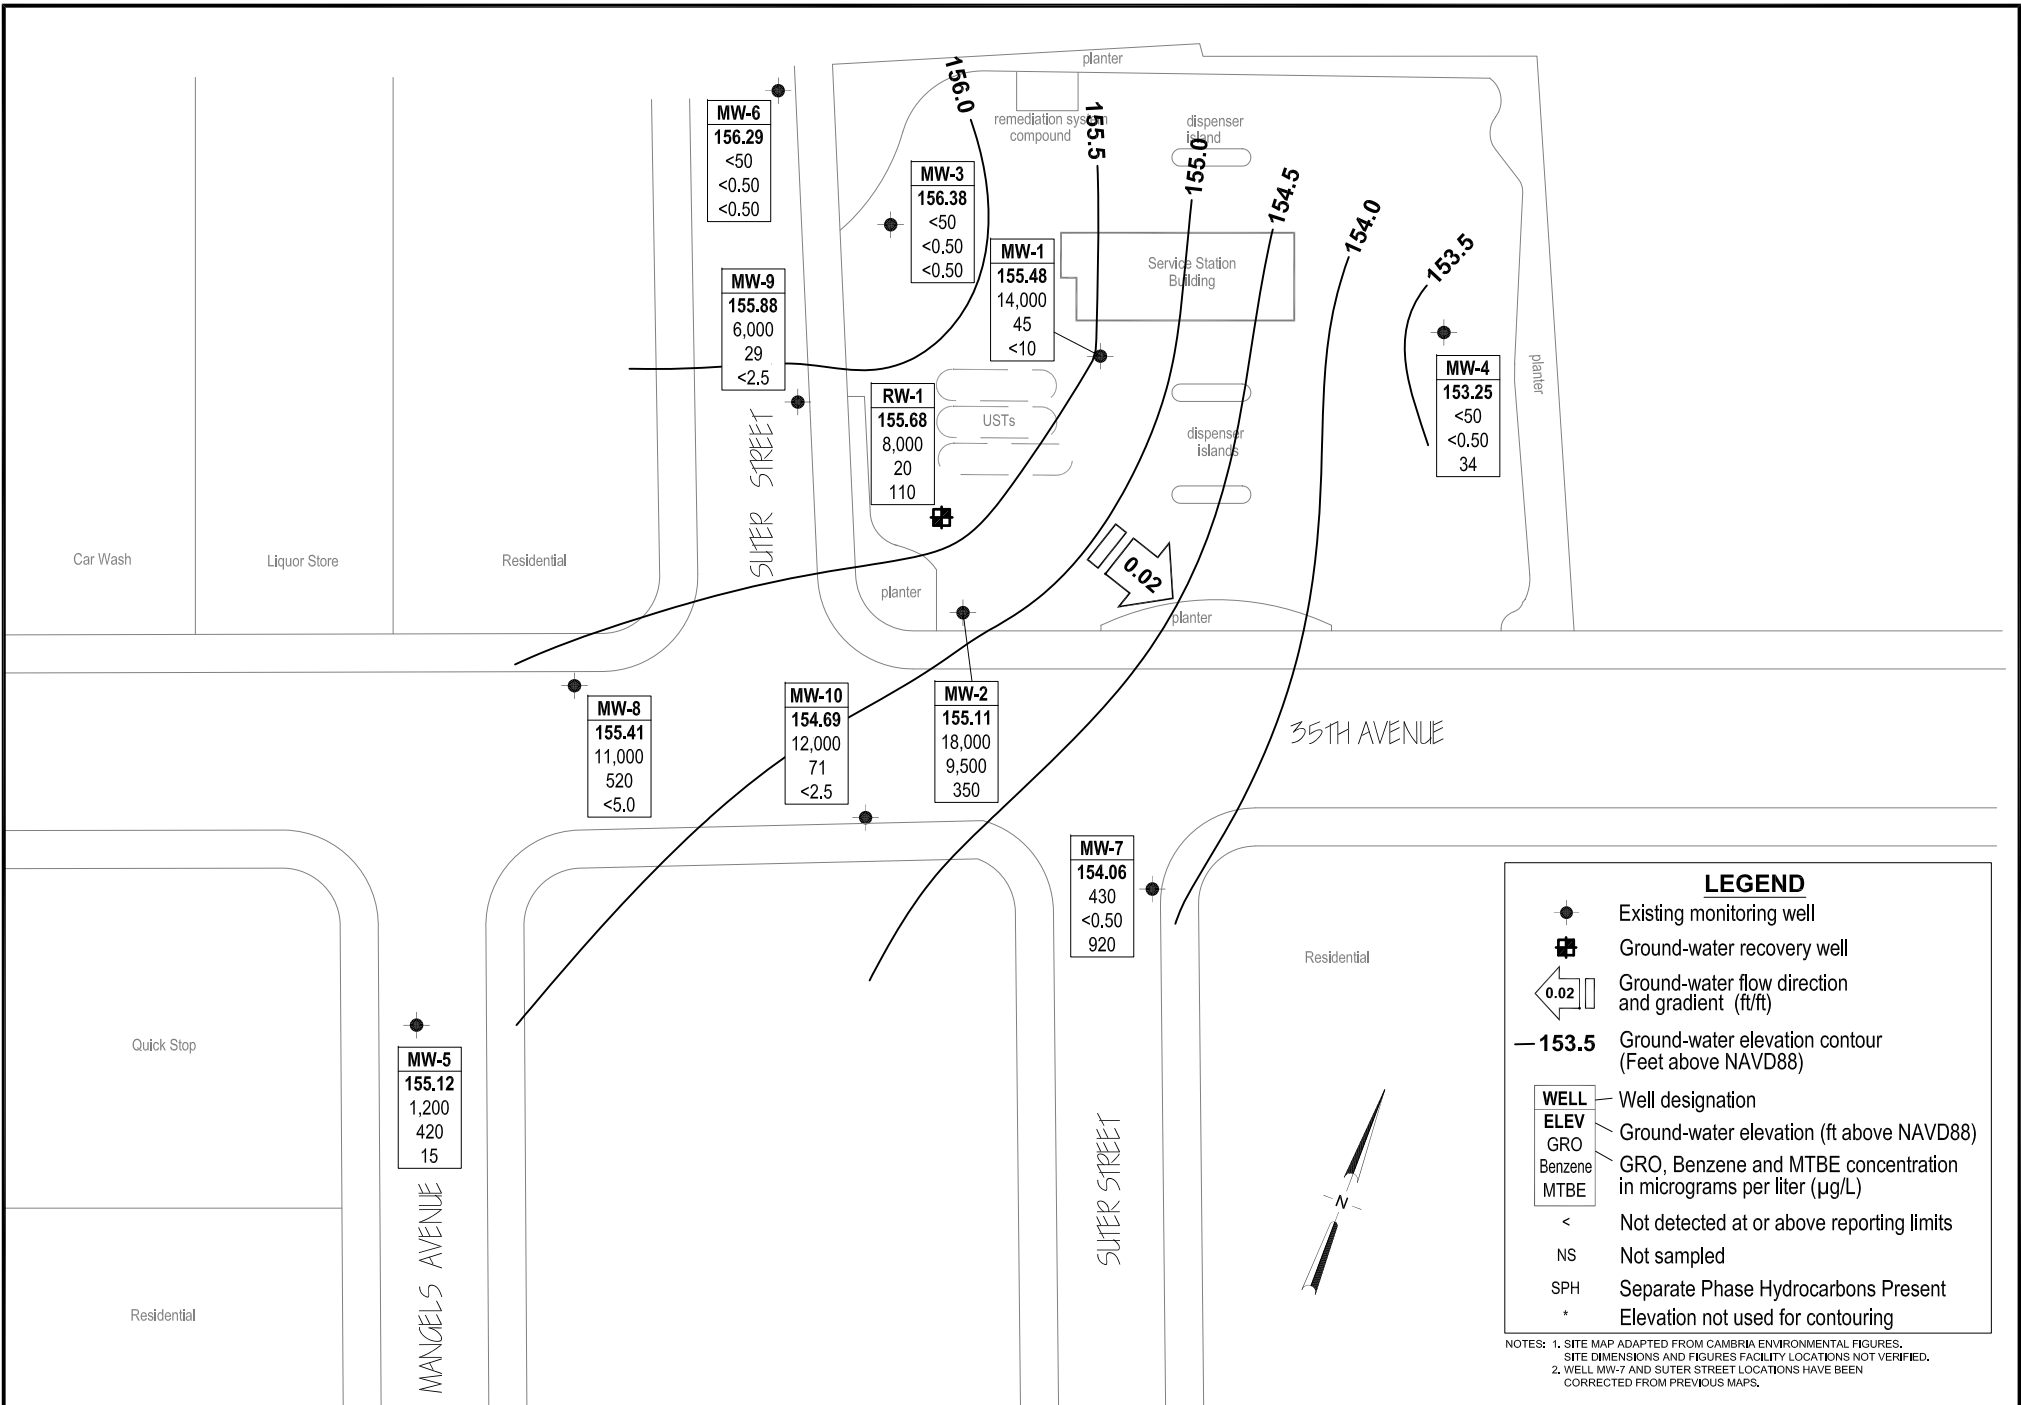 planter
156.0
remediation system
compound
155.5
dispenser
island
155.0
154.5
154.0
153.5
MW-6
156.29
<50
<0.50
<0.50
MW-3
156.38
<50
<0.50
<0.50
MW-1
155.48
14,000
45
<10
Service Station
Building
MW-9
155.88
6,000
29
<2.5
RW-1
155.68
8,000
20
110
USTs
dispenser
islands
MW-4
153.25
<50
<0.50
34
planter
SUTER STREET
Car Wash
Liquor Store
Residential
planter
0.02
planter
MW-8
155.41
11,000
520
<5.0
MW-10
154.69
12,000
71
<2.5
MW-2
155.11
18,000
9,500
350
35TH AVENUE
MW-7
154.06
430
<0.50
920
Residential
Quick Stop
MW-5
155.12
1,200
420
15
MANGELS AVENUE
SUTER STREET
N
Residential
LEGEND
Existing monitoring well
Ground-water recovery well
0.02
Ground-water flow direction
and gradient (ft/ft)
153.5
Ground-water elevation contour
(Feet above NAVD88)
WELL
Well designation
ELEV
Ground-water elevation (ft above NAVD88)
GRO
Benzene
MTBE
GRO, Benzene and MTBE concentration
in micrograms per liter (µg/L)
< Not detected at or above reporting limits
NS Not sampled
SPH Separate Phase Hydrocarbons Present
* Elevation not used for contouring
NOTES: 1. SITE MAP ADAPTED FROM CAMBRIA ENVIRONMENTAL FIGURES.
SITE DIMENSIONS AND FIGURES FACILITY LOCATIONS NOT VERIFIED.
2. WELL MW-7 AND SUTER STREET LOCATIONS HAVE BEEN
CORRECTED FROM PREVIOUS MAPS.